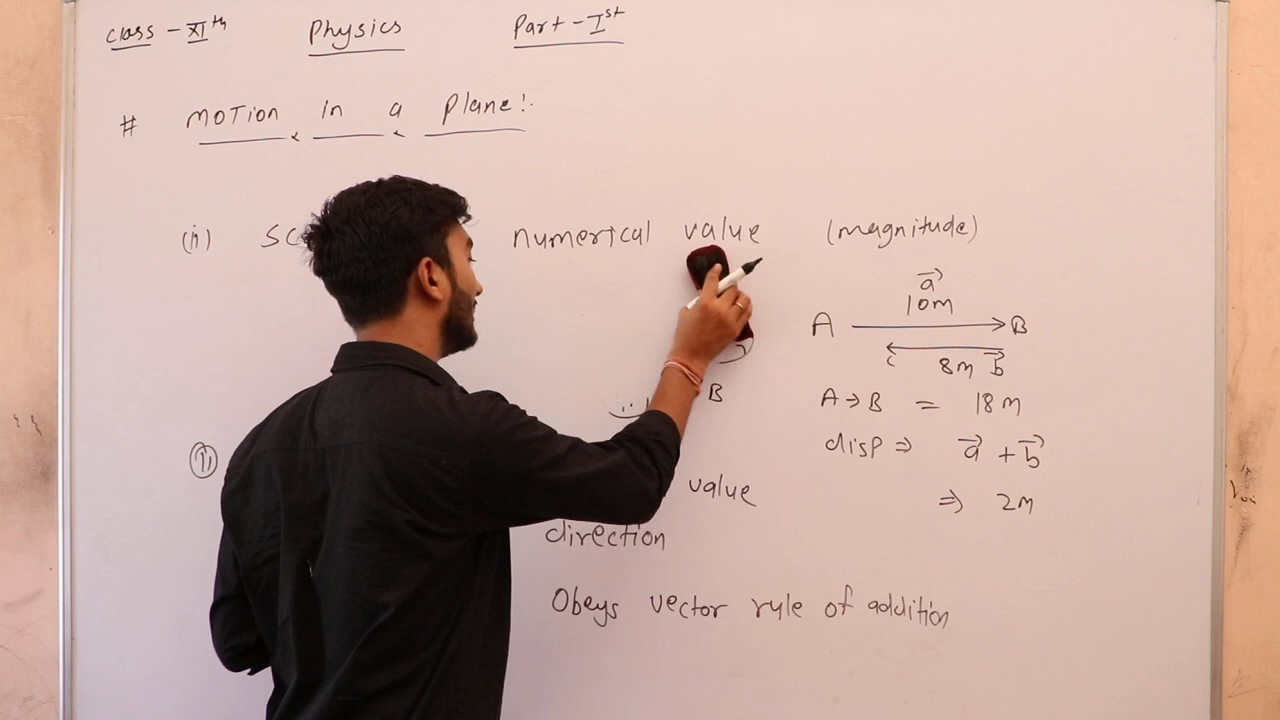 class - XIth Physics Part - Ist
# MOTion in a plane!.
(ii) Sc numerical value (magnitude)
a
10m
A B
8m b
B
A → B = 18m
disp ⇒ a + b
(i) value
⇒ 2m
direction
Obeys vector rule of addition